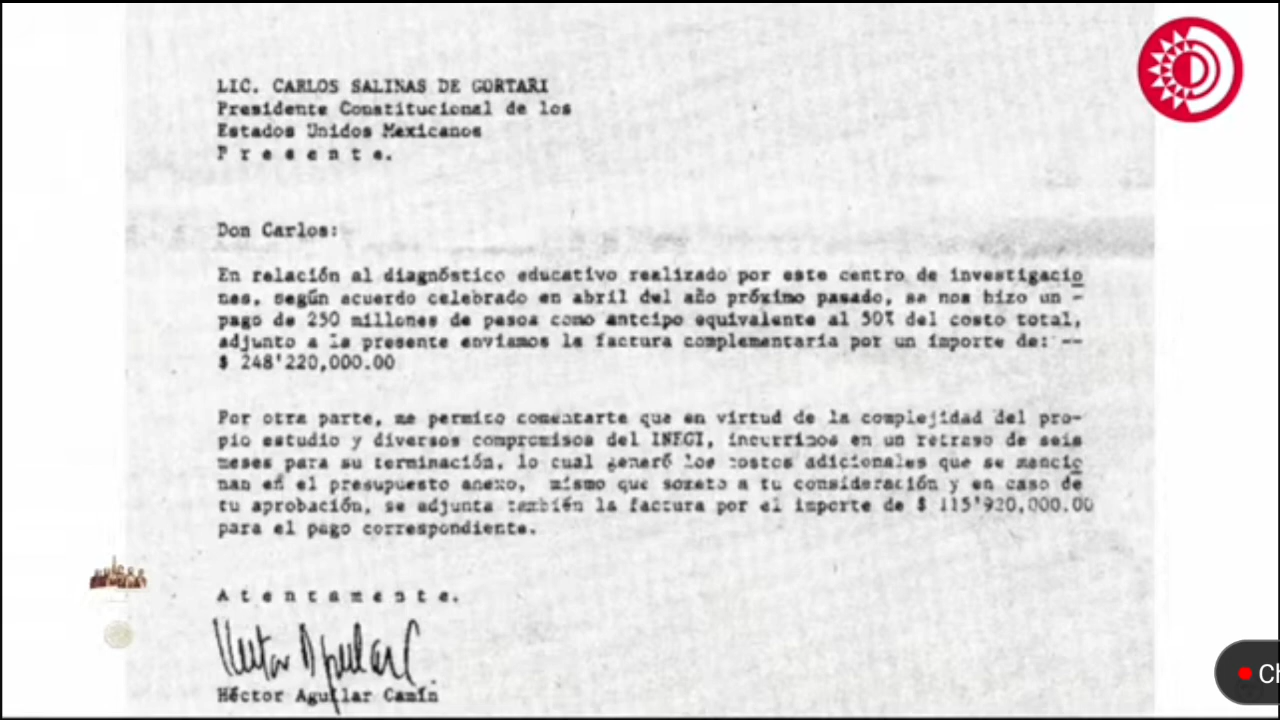 LIC. CARLOS SALINAS DE GORTARI
Presidente Constitucional de los
Estados Unidos Mexicanos
P r e s e n t e.
Don Carlos:
En relación al diagnóstico educativo realizado por este centro de investigacio
nes, según acuerdo celebrado en abril del año próximo pasado, se nos hizo un -
pago de 250 millones de pesos como antcipo equivalente al 50% del costo total,
adjunto a la presente enviamos la factura complementaria por un importe de: --
$ 248'220,000.00
Por otra parte, me permito comentarte que en virtud de la complejidad del pro-
pio estudio y diversos compromisos del INEGI, incurrimos en un retraso de seis
meses para su terminación, lo cual generó los costos adicionales que se mencio
nan en el presupuesto anexo, mismo que someto a tu consideración y en caso de
tu aprobación, se adjunta también la factura por el importe de $ 115'920,000.00
para el pago correspondiente.
A t e n t a m e n t e.
Héctor Aguilar C
Héctor Aguilar Camín
Ch